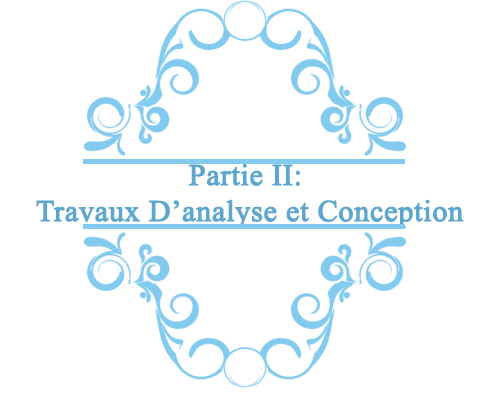 Partie II:
Travaux D’analyse et Conception